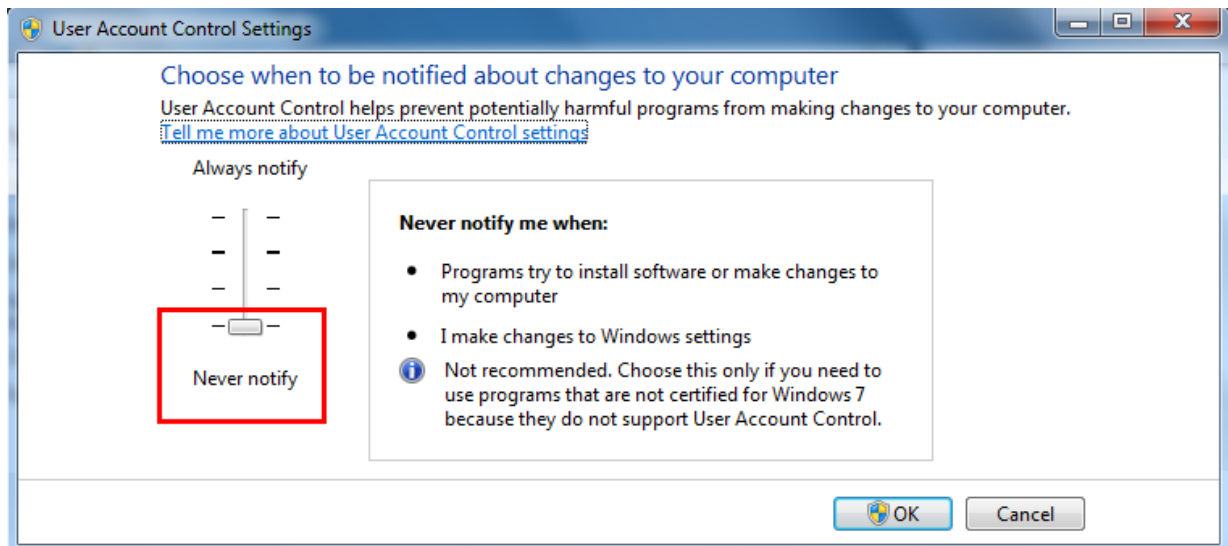 User Account Control Settings
Choose when to be notified about changes to your computer
User Account Control helps prevent potentially harmful programs from making changes to your computer.
Tell me more about User Account Control settings
Always notify
Never notify
Never notify me when:
Programs try to install software or make changes to
my computer
I make changes to Windows settings
Not recommended. Choose this only if you need to
use programs that are not certified for Windows 7
because they do not support User Account Control.
OK
Cancel